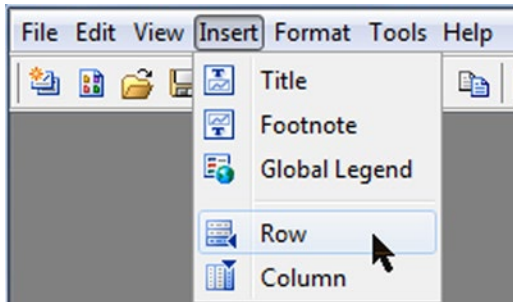 File Edit View Insert Format Tools Help
Title
Footnote
Global Legend
Row
Column